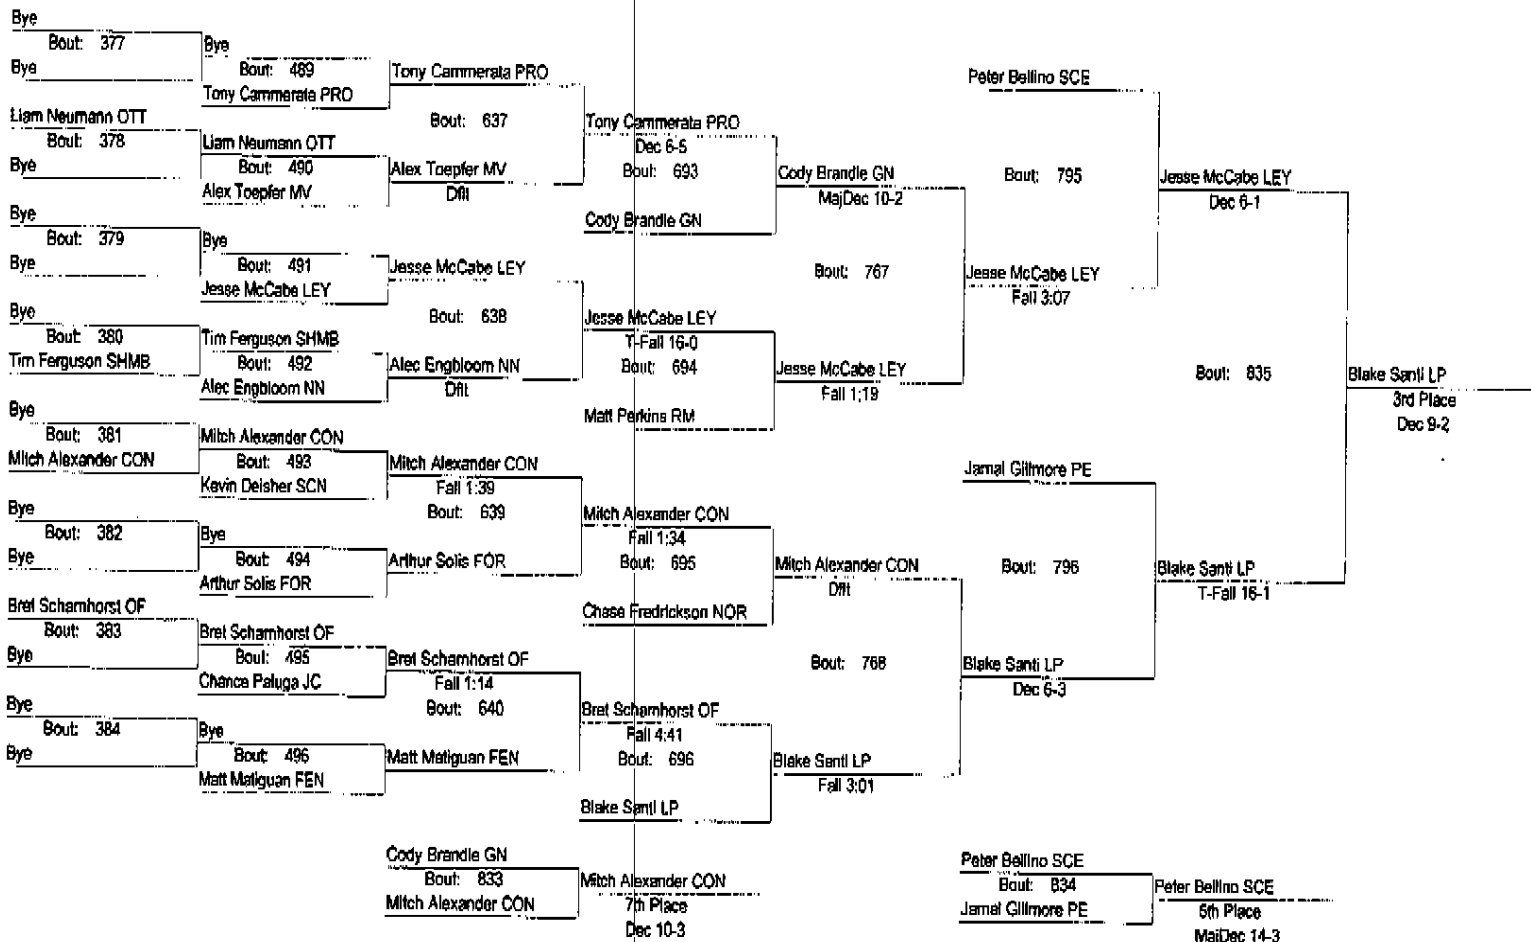 Bye
Bout: 377
Bye
Liam Neumann OTT
Bout: 378
Bye
Bye
Bout: 379
Bye
Bye
Bout: 380
Tim Ferguson SHMB
Bye
Bout: 381
Mitch Alexander CON
Bye
Bout: 382
Bye
Bret Scharnhorst OF
Bout: 383
Bye
Bye
Bout: 384
Bye
Bye
Bout: 489
Tony Cammerata PRO
Liam Neumann OTT
Bout: 490
Alex Toepfer MV
Bye
Bout: 491
Jesse McCabe LEY
Tim Ferguson SHMB
Bout: 492
Alec Engbloom NN
Mitch Alexander CON
Bout: 493
Kevin Deisher SCN
Bye
Bout: 494
Arthur Solis FOR
Bret Scharnhorst OF
Bout: 495
Chance Paluga JC
Bye
Bout: 496
Matt Matiguan FEN
Tony Cammerata PRO
Bout: 637
Alex Toepfer MV
Dflt
Jesse McCabe LEY
Bout: 638
Alec Engbloom NN
Dflt
Mitch Alexander CON
Fall 1:39
Bout: 639
Arthur Solis FOR
Bret Scharnhorst OF
Fall 1:14
Bout: 640
Matt Matiguan FEN
Tony Cammerata PRO
Dec 6-5
Bout: 693
Cody Brandle GN
Jesse McCabe LEY
T-Fall 16-0
Bout: 694
Matt Perkins RM
Mitch Alexander CON
Fall 1:34
Bout: 695
Chase Fredrickson NOR
Bret Scharnhorst OF
Fall 4:41
Bout: 696
Blake Santi LP
Cody Brandle GN
MajDec 10-2
Bout: 767
Jesse McCabe LEY
Fall 1:19
Mitch Alexander CON
Dflt
Bout: 768
Blake Santi LP
Fall 3:01
Peter Bellino SCE
Bout: 795
Jesse McCabe LEY
Fall 3:07
Jamal Gillmore PE
Bout: 796
Blake Santi LP
Dec 6-3
Jesse McCabe LEY
Dec 6-1
Bout: 835
Blake Santi LP
T-Fall 16-1
Blake Santi LP
3rd Place
Dec 9-2
Cody Brandle GN
Bout: 833
Mitch Alexander CON
Mitch Alexander CON
7th Place
Dec 10-3
Peter Bellino SCE
Bout: 834
Jamal Gillmore PE
Peter Bellino SCE
5th Place
MajDec 14-3